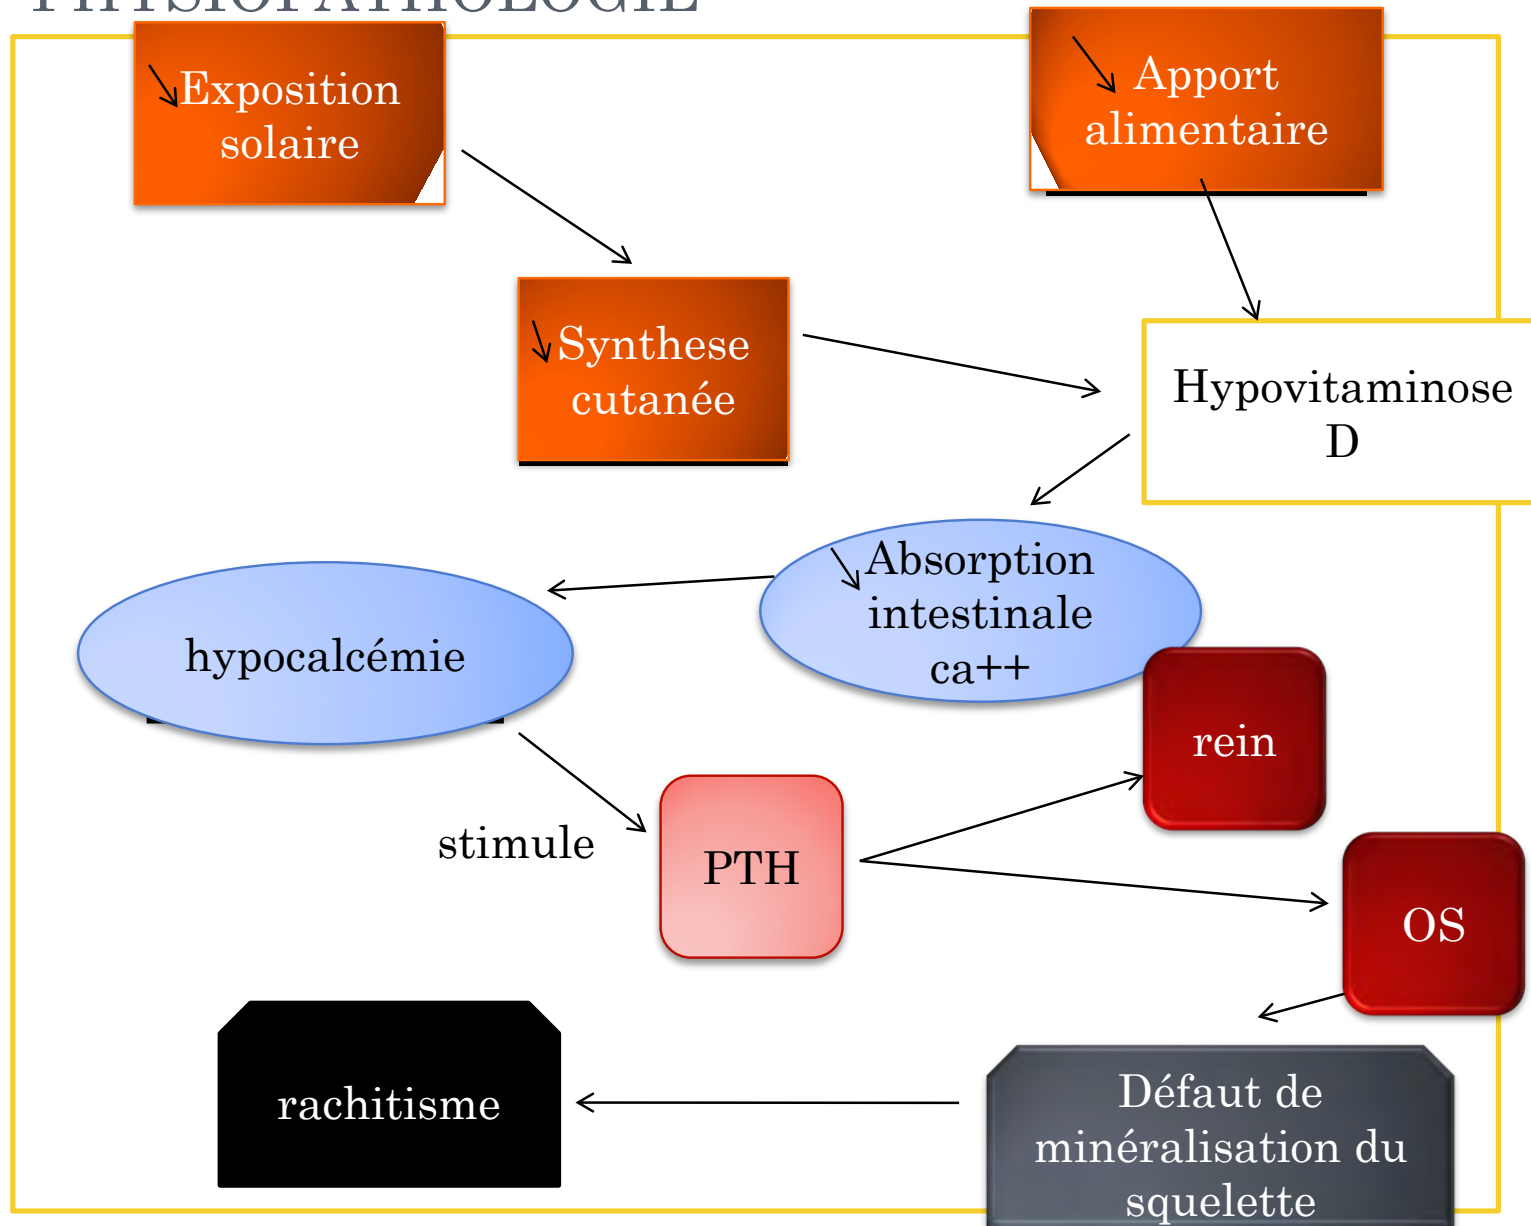 PHYSIOPATHOLOGIE
Exposition
solaire
Apport
alimentaire
Synthese
cutanée
Hypovitaminose
D
Absorption
intestinale
ca++
hypocalcémie
rein
stimule
PTH
OS
rachitisme
Défaut de
minéralisation du
squelette